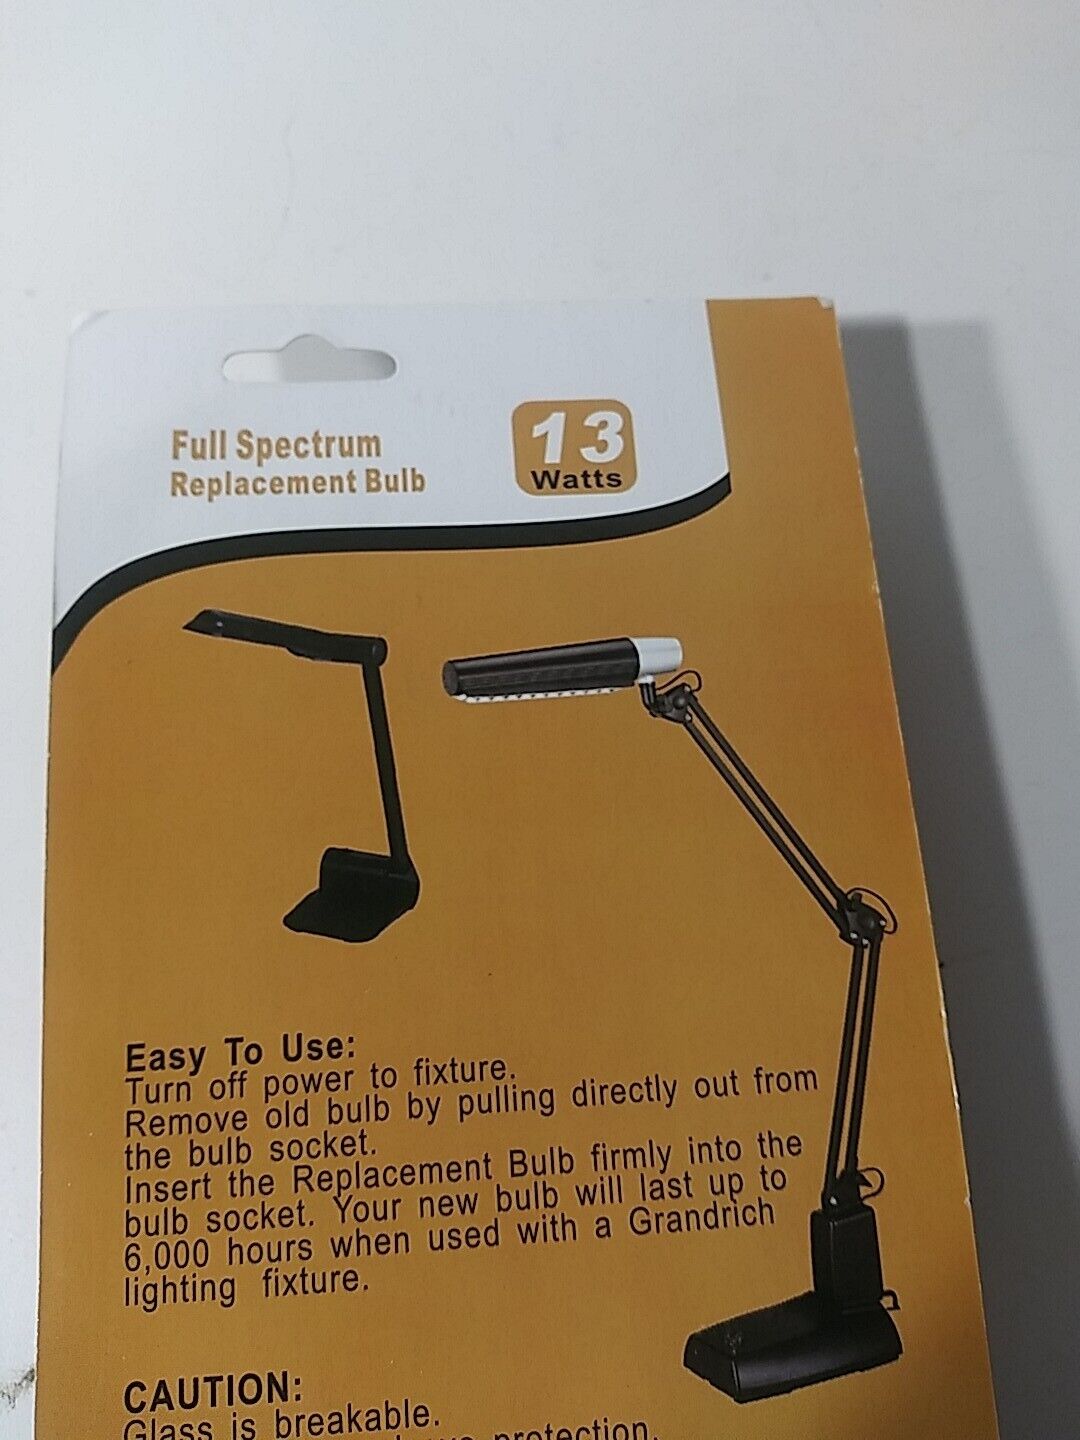 Full Spectrum
Replacement Bulb
13
Watts
Easy To Use:
Turn off power to fixture.
Remove old bulb by pulling directly out from
the bulb socket.
Insert the Replacement Bulb firmly into the
bulb socket. Your new bulb will last up to
6,000 hours when used with a Grandrich
lighting fixture.
CAUTION:
Glass is breakable.
protection.